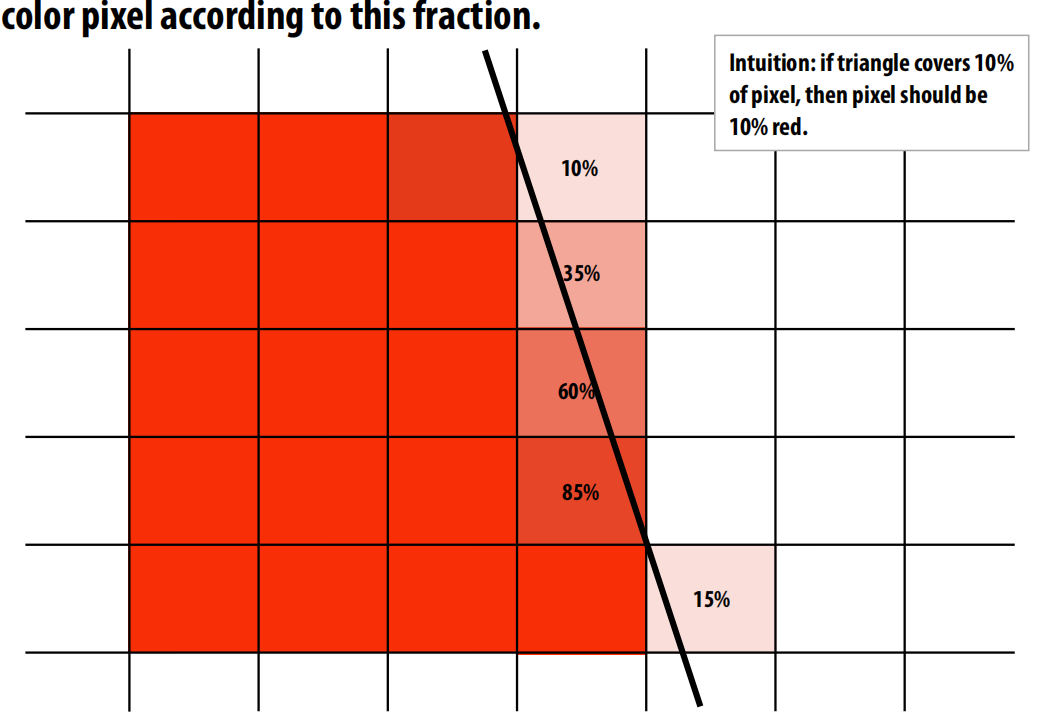 color pixel according to this fraction.
Intuition: if triangle covers 10%
of pixel, then pixel should be
10% red.
10%
35%
60%
85%
15%